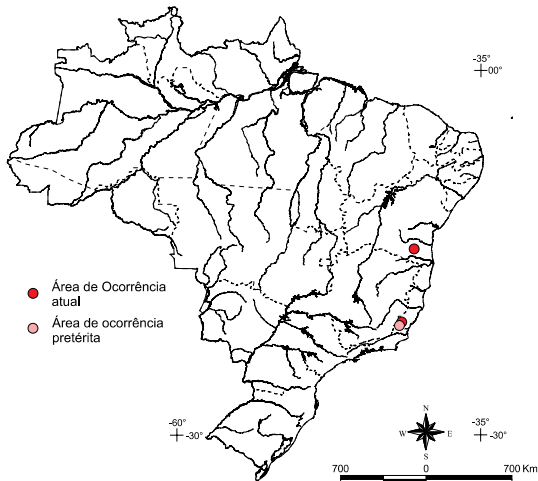 -35°
00°
Área de Ocorrência
atual
Área de ocorrência
pretérita
-60°
-30°
N
W E
S
-35°
-30°
700 0 700 Km